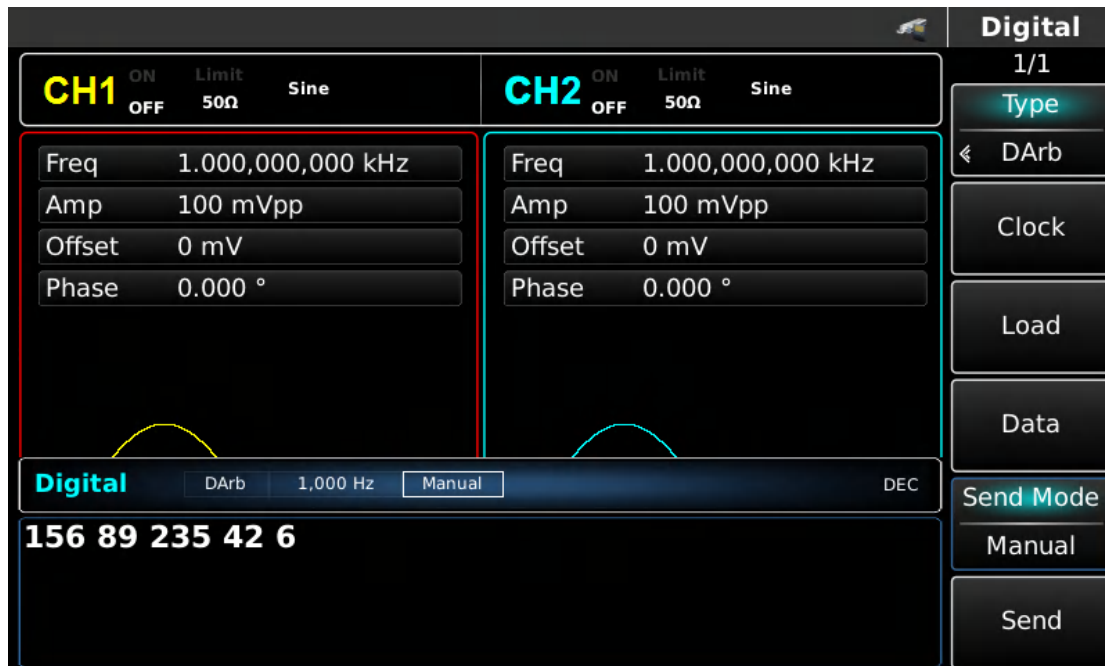 Digital
1/1
CH1 ON OFF Limit 50Ω Sine
CH2 ON OFF Limit 50Ω Sine
Freq 1.000,000,000 kHz
Amp 100 mVpp
Offset 0 mV
Phase 0.000 °
Freq 1.000,000,000 kHz
Amp 100 mVpp
Offset 0 mV
Phase 0.000 °
Digital DArb 1,000 Hz Manual DEC
156 89 235 42 6
Type
DArb
Clock
Load
Data
Send Mode
Manual
Send